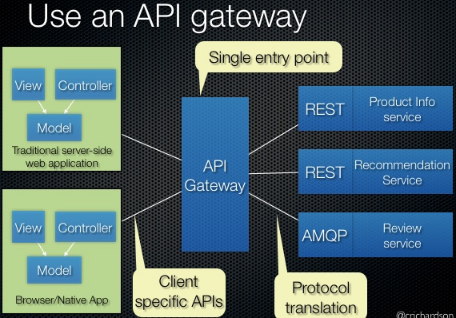 Use an API gateway
Single entry point
View
Controller
Model
Traditional server-side
web application
API
Gateway
REST
Product Info
service
REST
Recommendation
Service
AMQP
Review
service
View
Controller
Model
Browser/Native App
Client
specific APIs
Protocol
translation
@crichardson